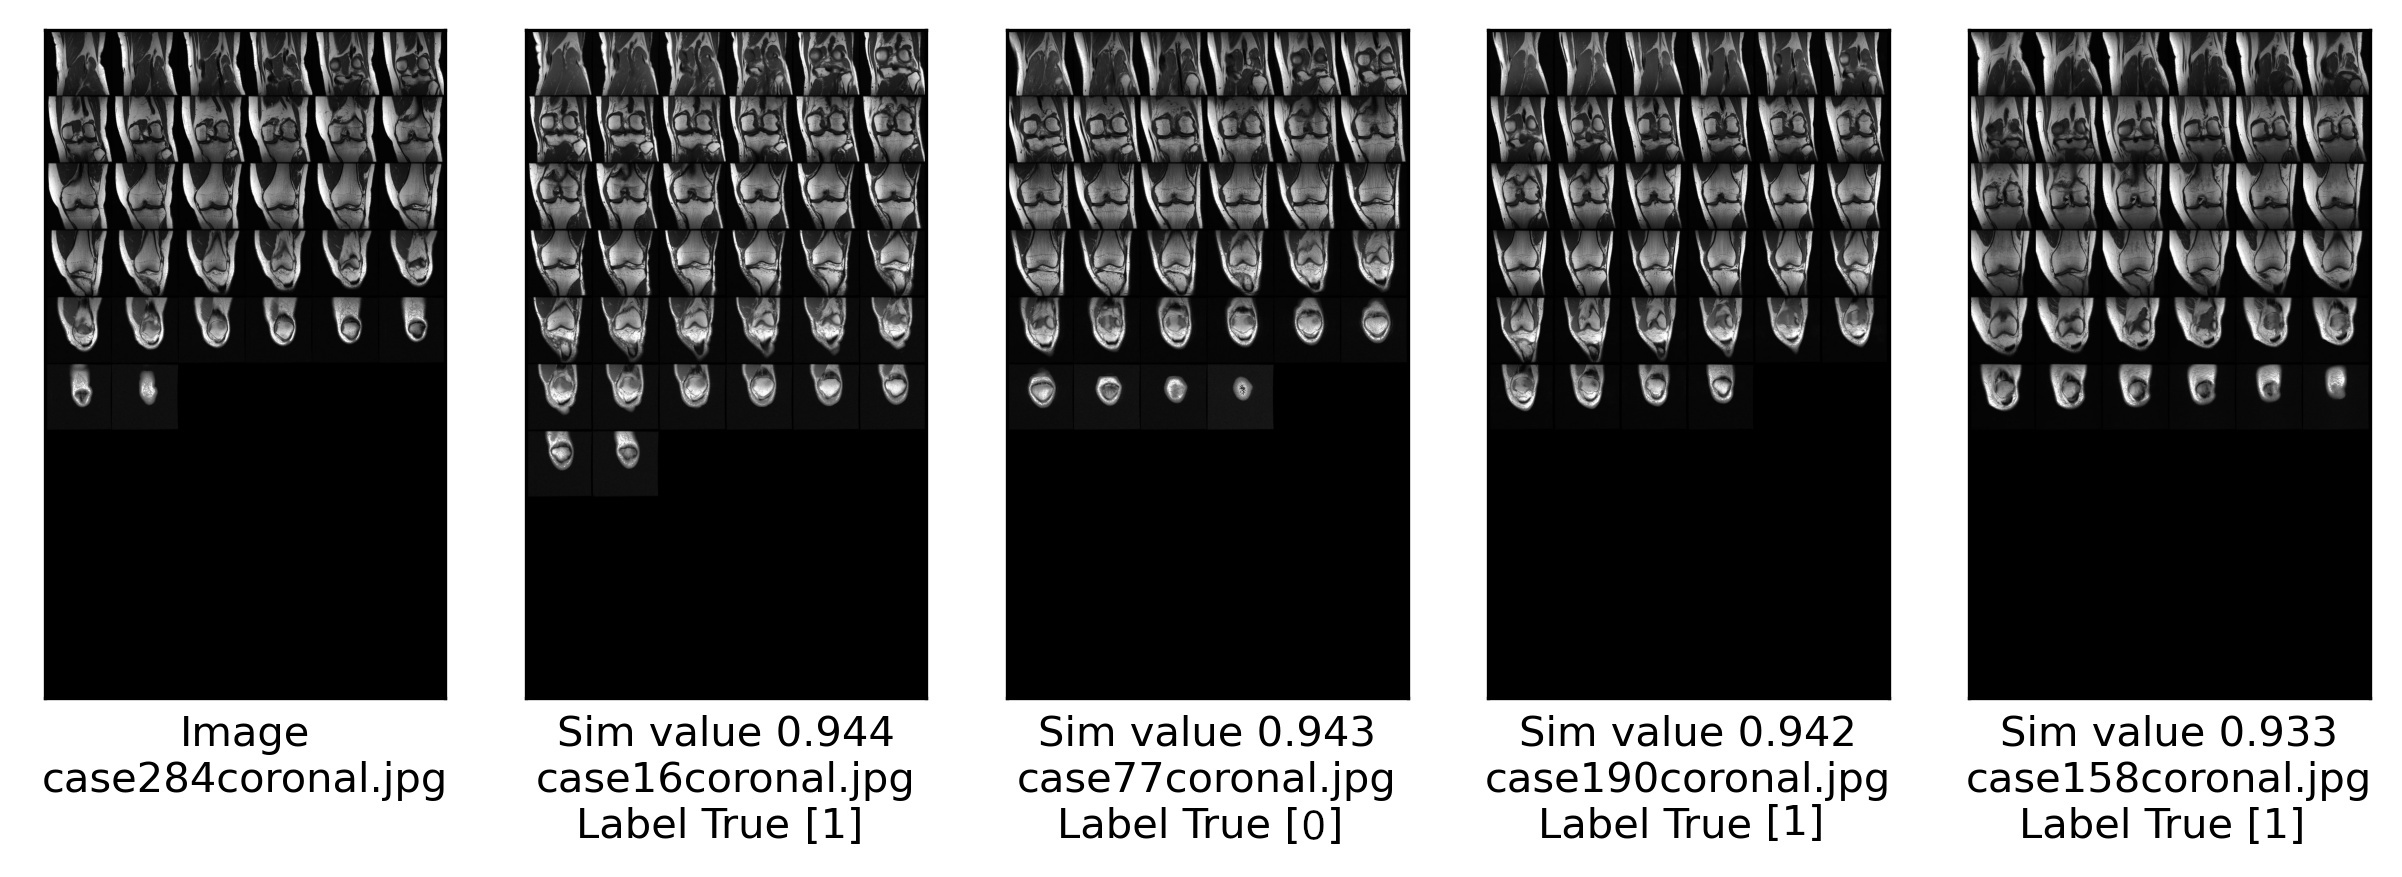 Image
case284coronal.jpg
Sim value 0.944
case16coronal.jpg
Label True [1]
Sim value 0.943
case77coronal.jpg
Label True [0]
Sim value 0.942
case190coronal.jpg
Label True [1]
Sim value 0.933
case158coronal.jpg
Label True [1]